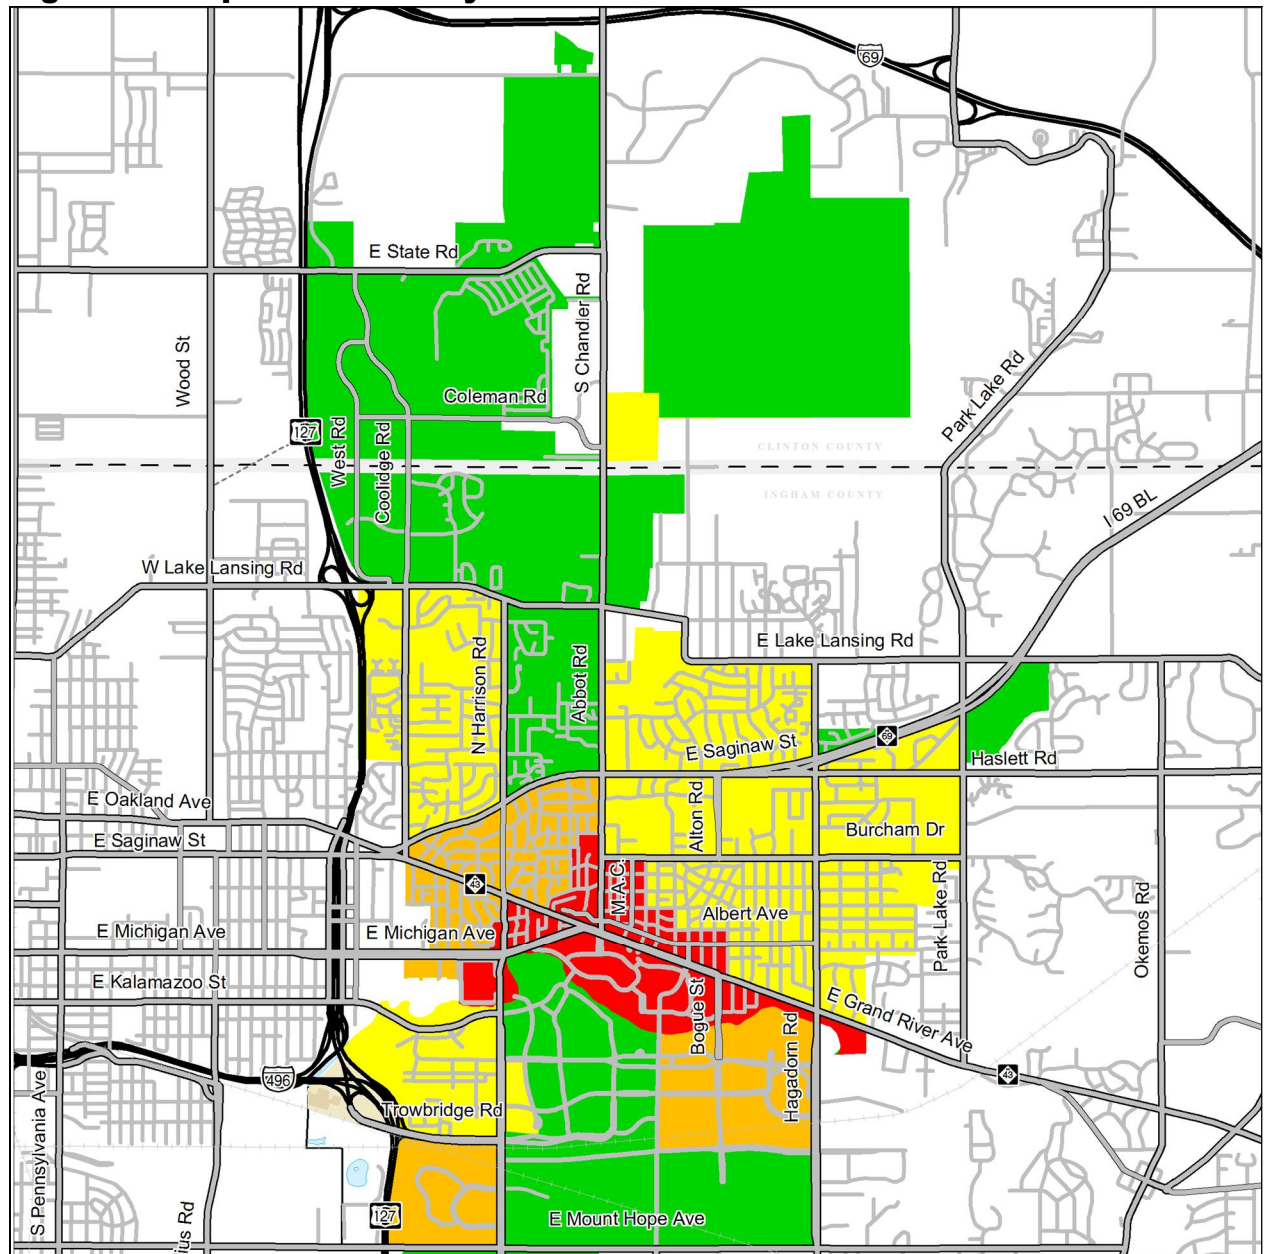 69
E State Rd
S Chandler Rd
Wood St
Park Lake Rd
Coleman Rd
127
West Rd
Coolidge Rd
CLINTON COUNTY
INGHAM COUNTY
I 69 BL
W Lake Lansing Rd
E Lake Lansing Rd
N Harrison Rd
Abbot Rd
E Saginaw St
69
Haslett Rd
E Oakland Ave
Alton Rd
Burcham Dr
E Saginaw St
43
M.A.C.
Albert Ave
Park Lake Rd
Okemos Rd
E Michigan Ave
E Michigan Ave
E Kalamazoo St
Bogue St
E Grand River Ave
Hagadorn Rd
496
43
S Pennsylvania Ave
Trowbridge Rd
127
E Mount Hope Ave
ius Rd